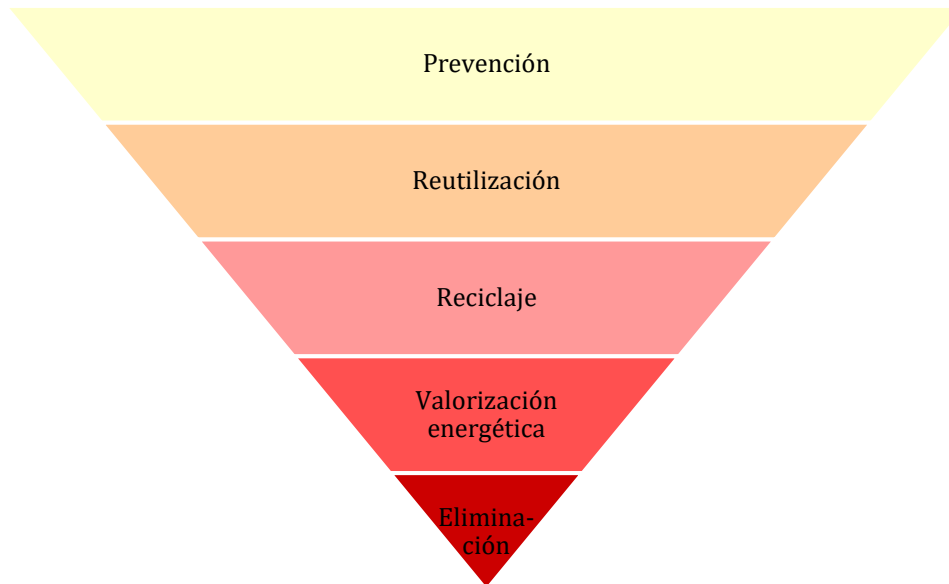 Prevención
Reutilización
Reciclaje
Valorización
energética
Elimina-
ción